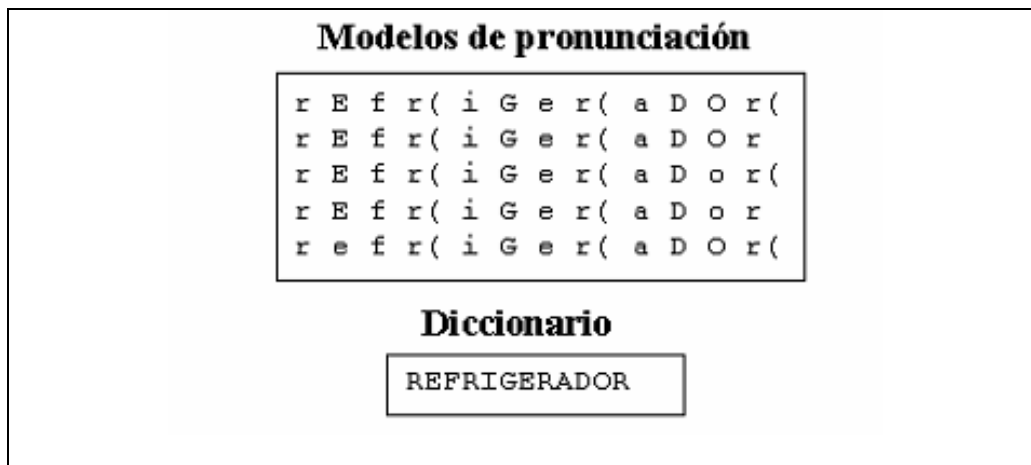 Modelos de pronunciación
r E f r( i G e r( a D O r(
r E f r( i G e r( a D O r
r E f r( i G e r( a D o r(
r E f r( i G e r( a D o r
r e f r( i G e r( a D O r(
Diccionario
REFRIGERADOR